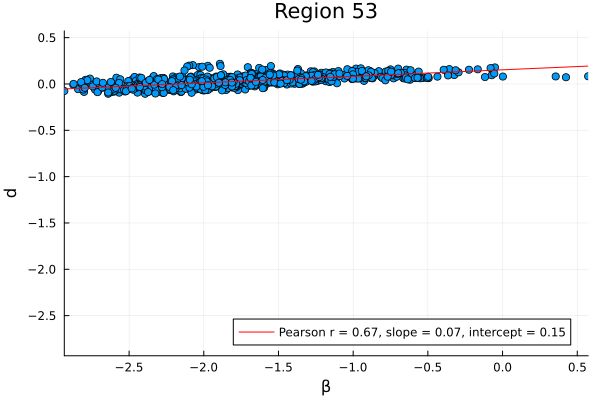 Region 53
0.5
0.0
−0.5
−1.0
−1.5
−2.0
−2.5
d
Pearson r = 0.67, slope = 0.07, intercept = 0.15
−2.5 −2.0 −1.5 −1.0 −0.5 0.0 0.5
β